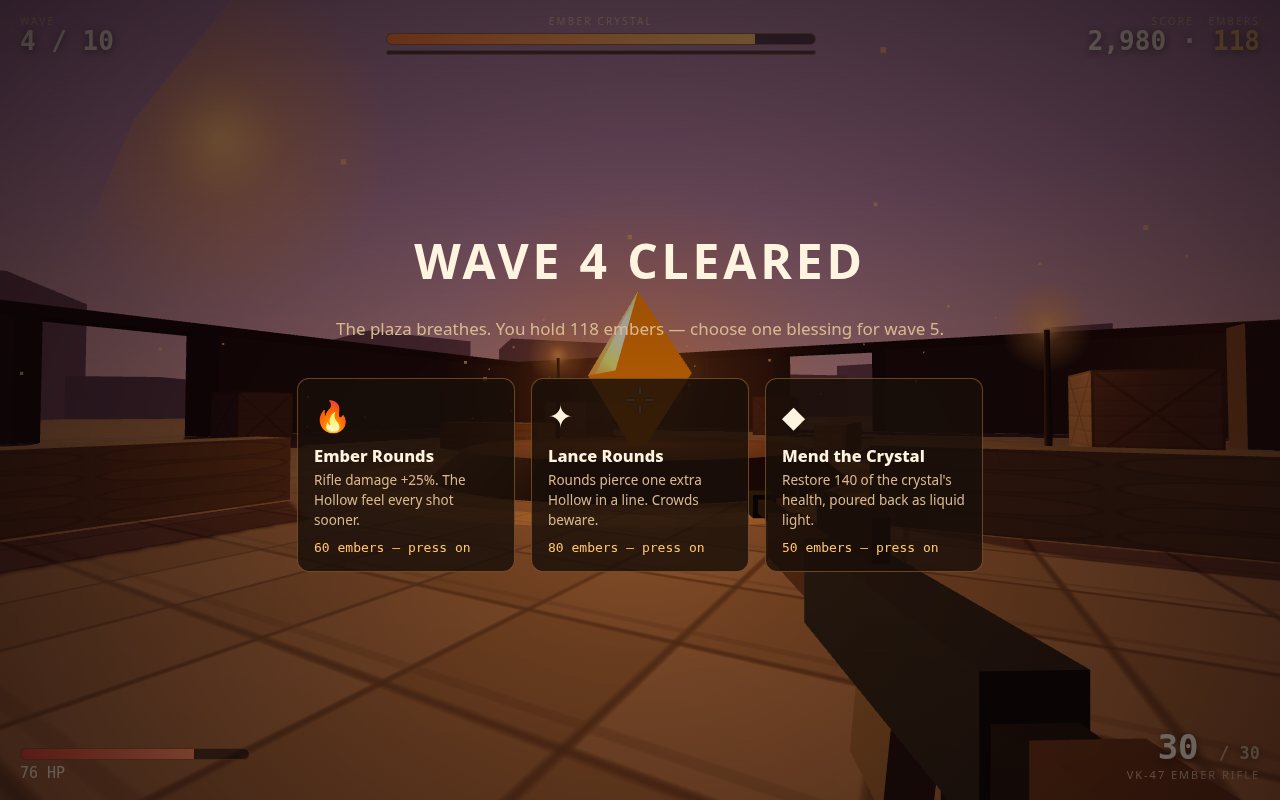 WAVE
4 / 10
EMBER CRYSTAL
SCORE · EMBERS
2,980 · 118
WAVE 4 CLEARED
The plaza breathes. You hold 118 embers — choose one blessing for wave 5.
🔥
Ember Rounds
Rifle damage +25%. The
Hollow feel every shot
sooner.
60 embers — press on
✦
Lance Rounds
Rounds pierce one extra
Hollow in a line. Crowds
beware.
80 embers — press on
◆
Mend the Crystal
Restore 140 of the crystal's
health, poured back as liquid
light.
50 embers — press on
76 HP
30 / 30
VK-47 EMBER RIFLE